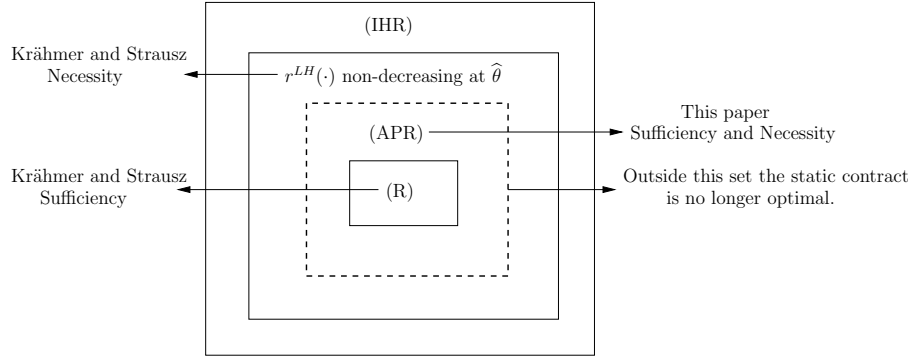 (IHR)
Krähmer and Strausz
Necessity
r^{LH}(·) non-decreasing at \widehat{θ}
This paper
Sufficiency and Necessity
(APR)
Krähmer and Strausz
Sufficiency
(R)
Outside this set the static contract
is no longer optimal.